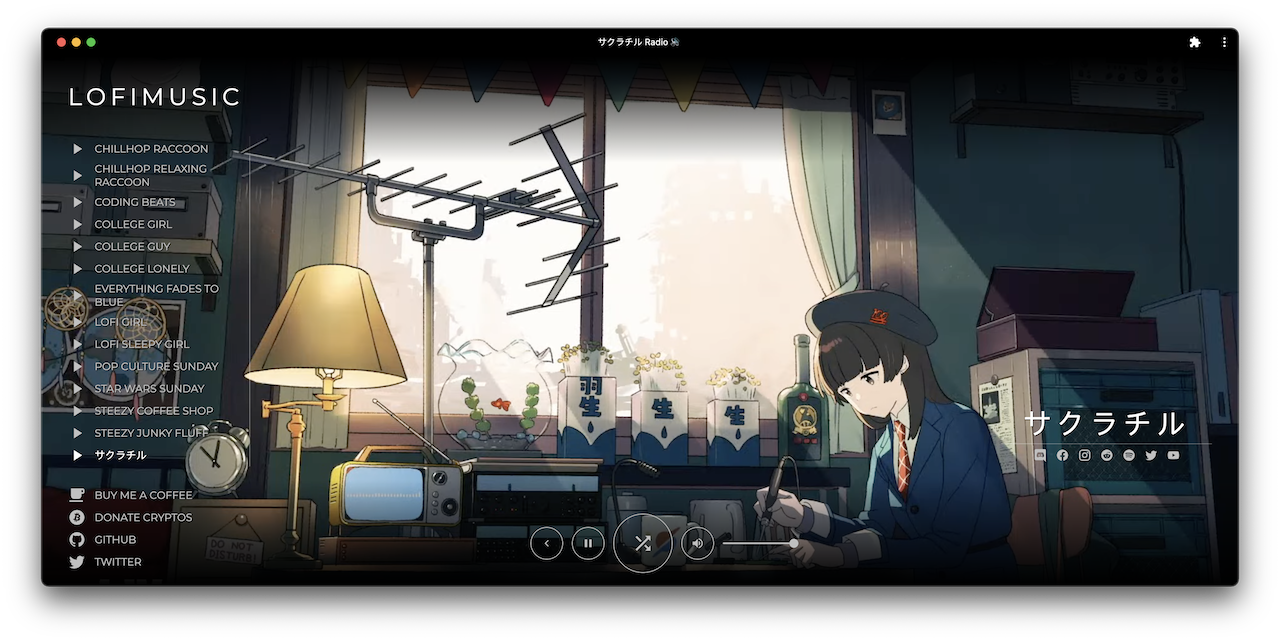 サクラチル Radio
LOFIMUSIC
CHILLHOP RACCOON
CHILLHOP RELAXING
RACCOON
CODING BEATS
COLLEGE GIRL
COLLEGE GUY
COLLEGE LONELY
EVERYTHING FADES TO
BLUE
LOFI GIRL
LOFI SLEEPY GIRL
POP CULTURE SUNDAY
STAR WARS SUNDAY
STEEZY COFFEE SHOP
STEEZY JUNKY FLUFF
サクラチル
BUY ME A COFFEE
DONATE CRYPTOS
GITHUB
TWITTER
DO NOT
DISTURB!
羽
生
生
生
サクラチル